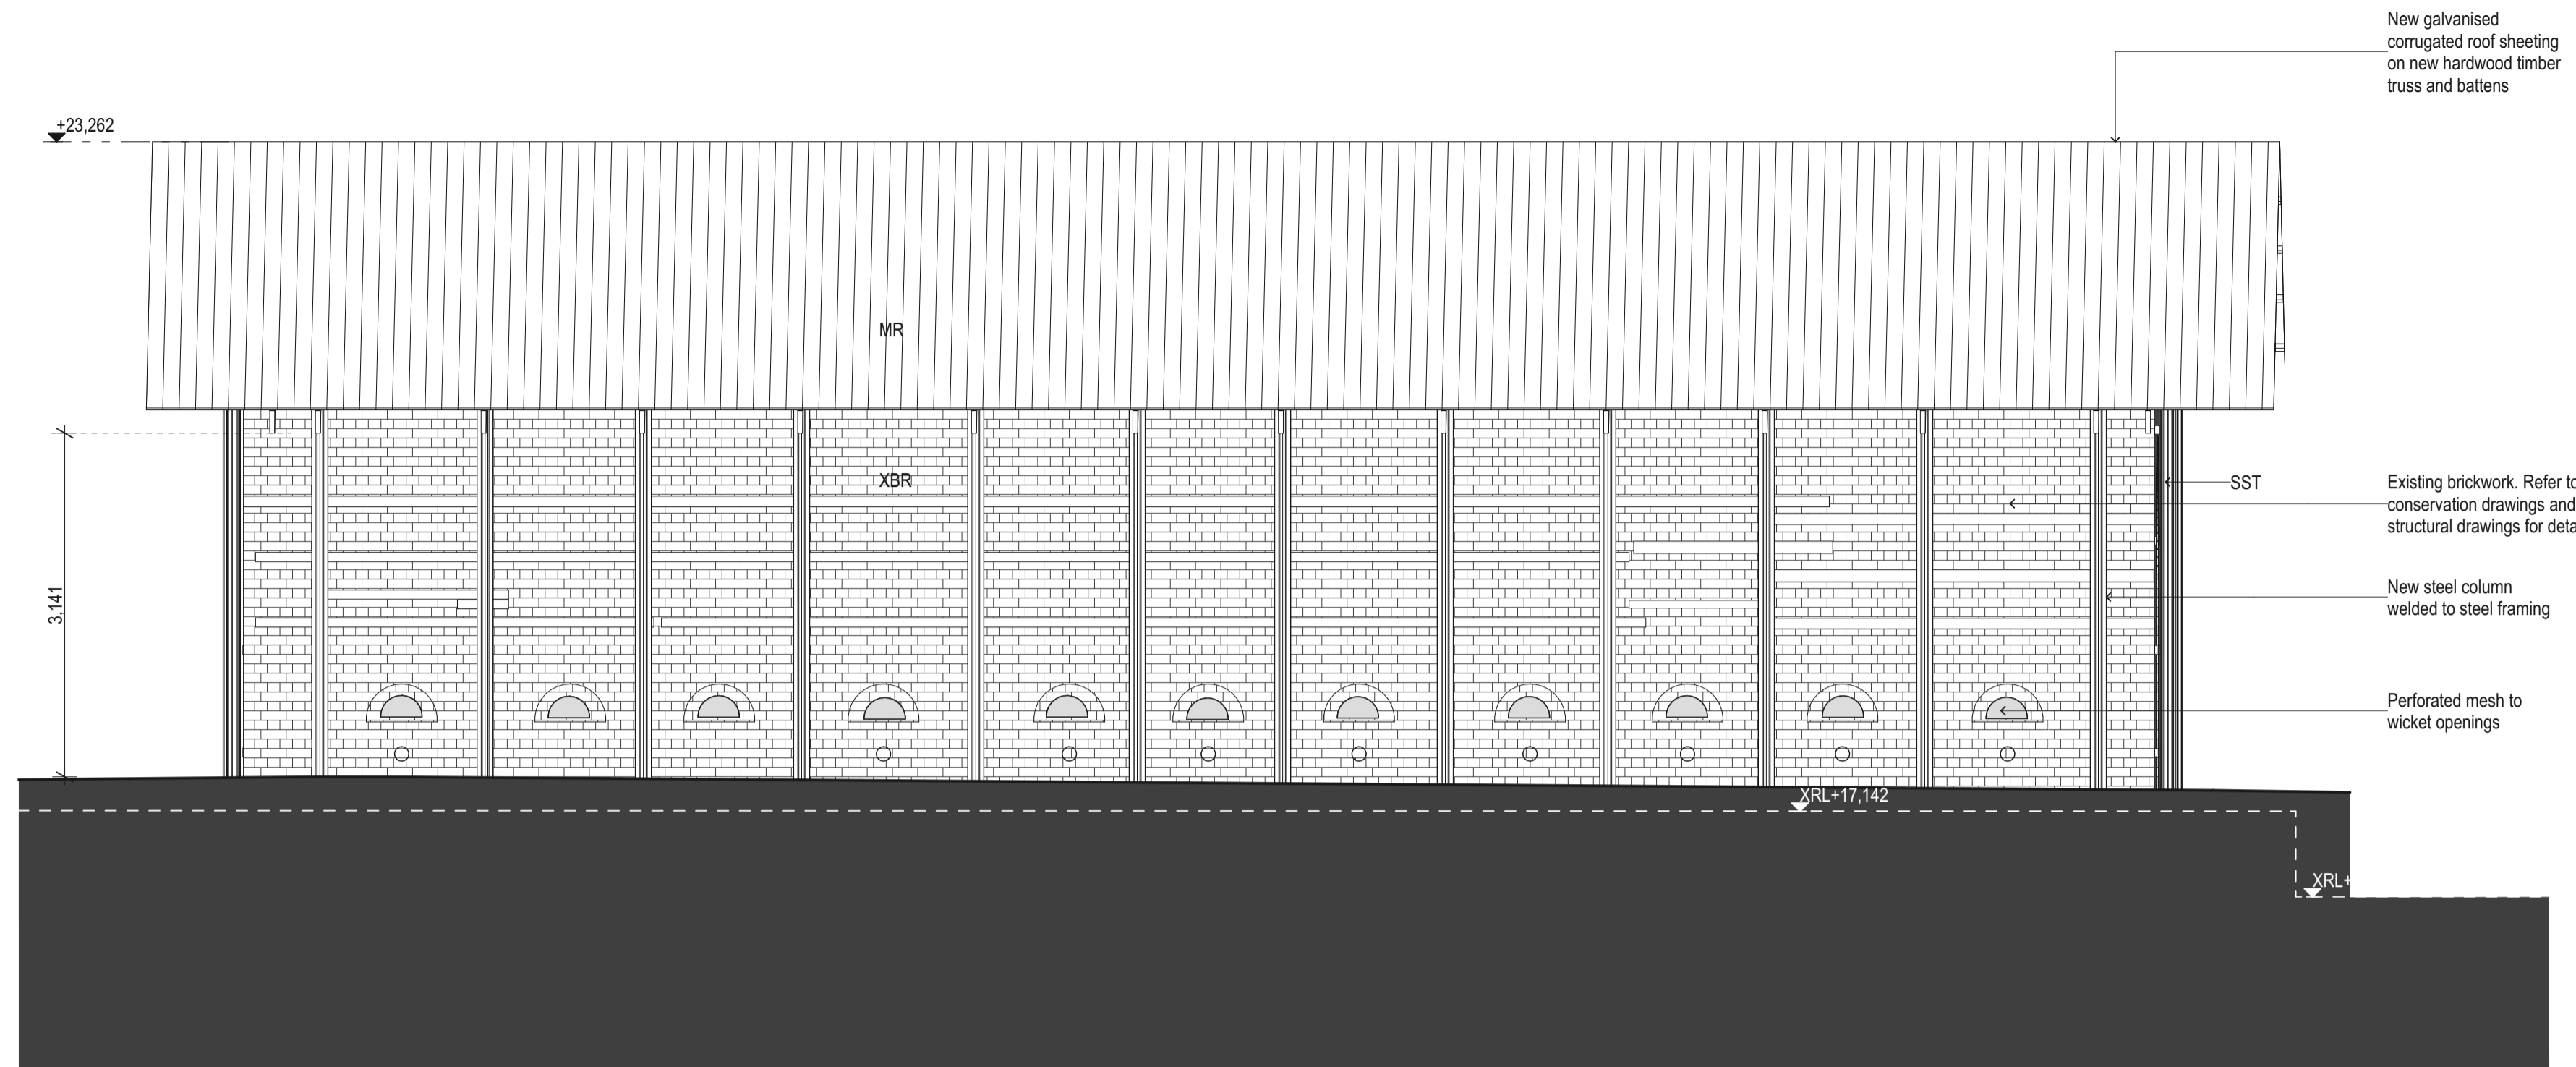 New galvanised
corrugated roof sheeting
on new hardwood timber
truss and battens
+23,262
MR
XBR
SST
Existing brickwork. Refer to
conservation drawings and
structural drawings for
3,141
New steel column
welded to steel framing
Perforated mesh to
wicket openings
XRL+17,142
XRL+